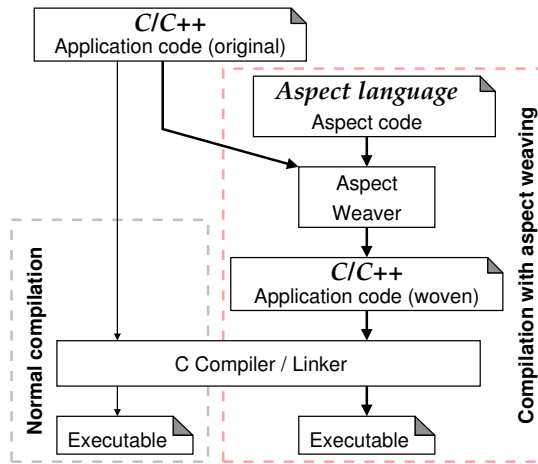 C/C++
Application code (original)
Aspect language
Aspect code
Aspect
Weaver
C/C++
Application code (woven)
C Compiler / Linker
Executable
Executable
Normal compilation
Compilation with aspect weaving